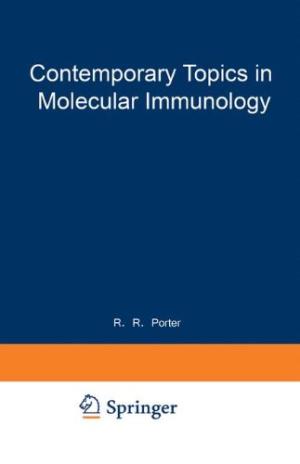 Contemporary Topics in
Molecular Immunology
R. R. Porter
Springer